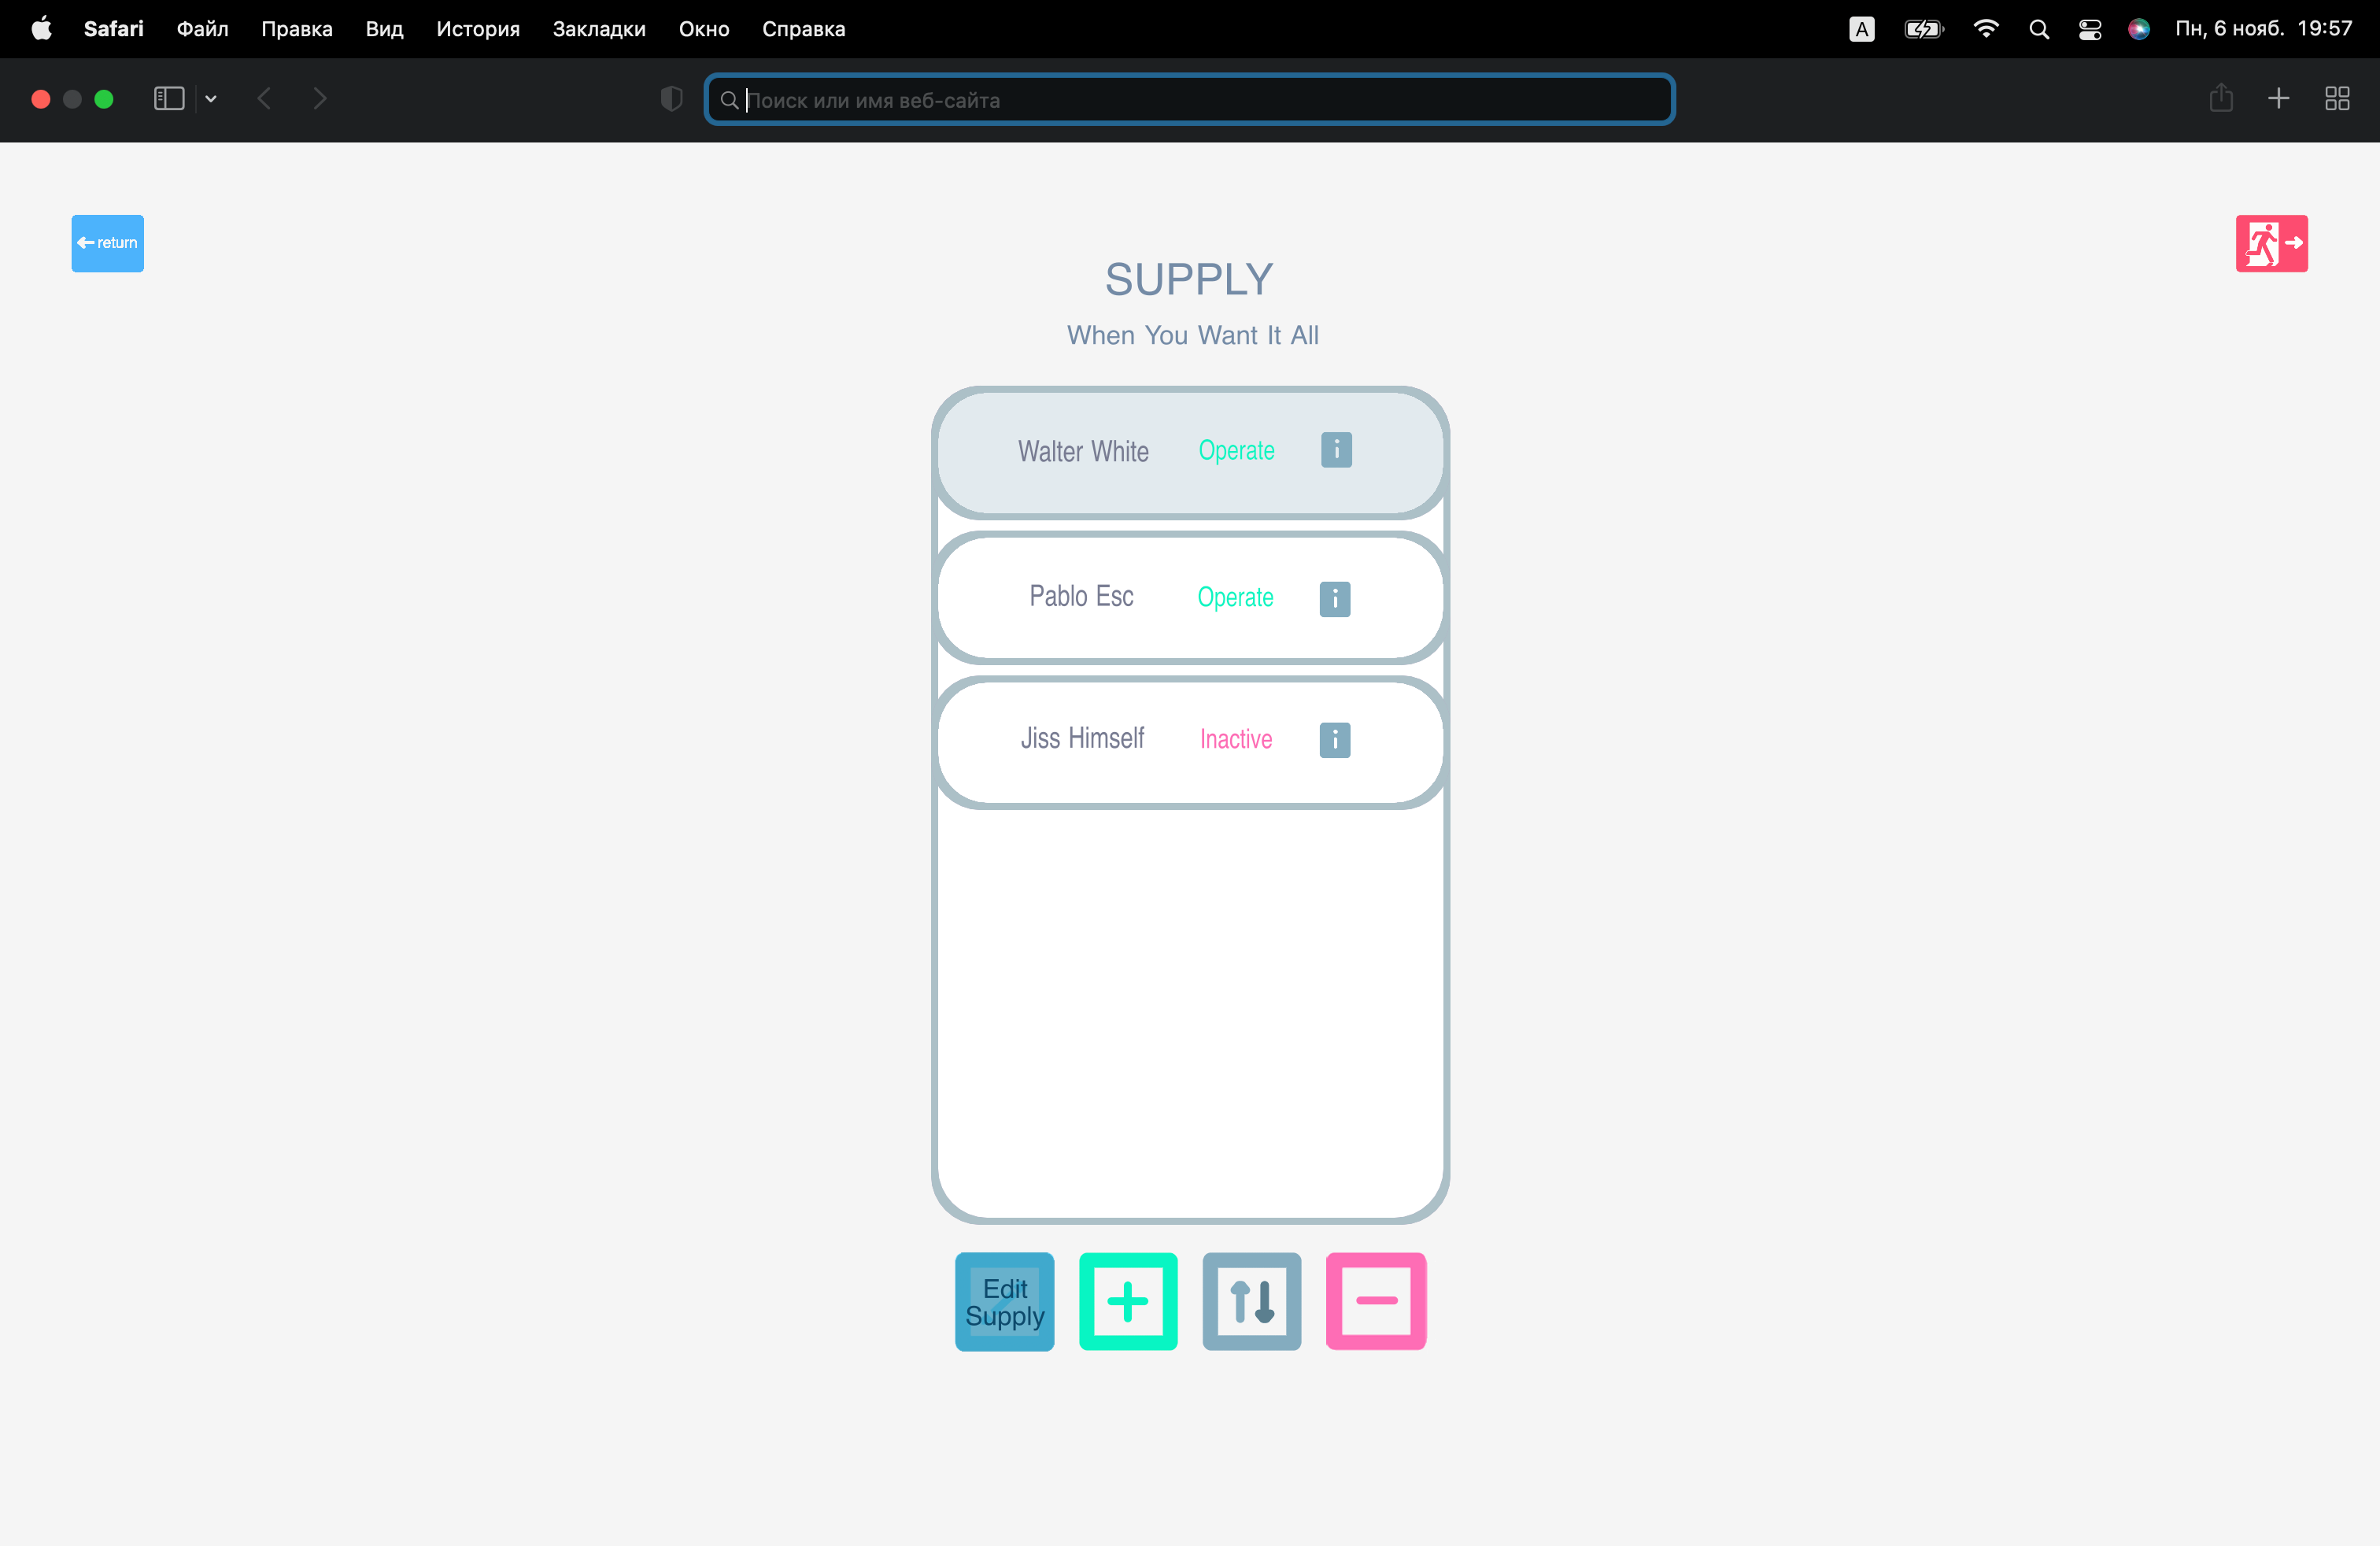 Safari Файл Правка Вид История Закладки Окно Справка A Пн, 6 нояб. 19:57
Поиск или имя веб-сайта
return
SUPPLY
When You Want It All
Walter White Operate i
Pablo Esc Operate i
Jiss Himself Inactive i
Edit
Supply